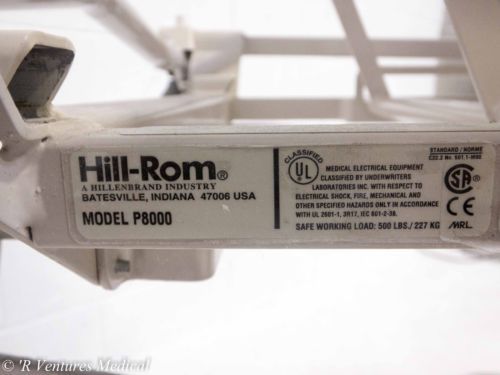 Hill-Rom®
A HILLENBRAND INDUSTRY
BATESVILLE, INDIANA 47006 USA
MODEL P8000
CLASSIFIED
UL
MEDICAL ELECTRICAL EQUIPMENT
CLASSIFIED BY UNDERWRITERS
LABORATORIES INC. WITH RESPECT TO
ELECTRICAL SHOCK, FIRE, MECHANICAL AND
OTHER SPECIFIED HAZARDS ONLY IN ACCORDANCE
WITH UL 2601-1, 3R17, IEC 601-2-38.
SAFE WORKING LOAD: 500 LBS./ 227 KG
STANDARD / NORME
C22.2 No. 601.1-M90
SA
CE
MRL
© 'R Ventures Medical